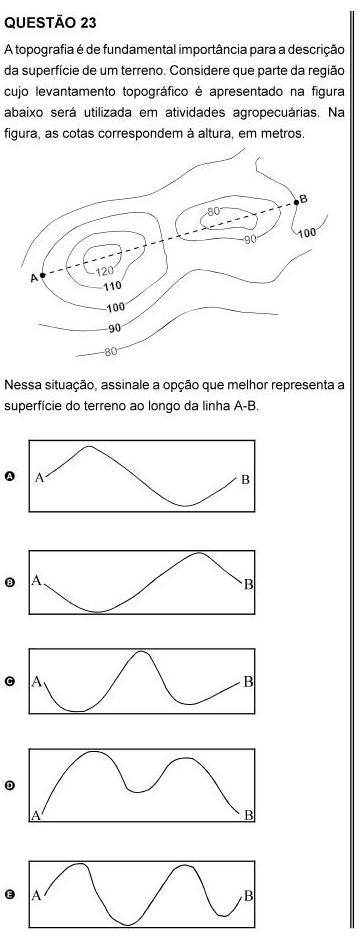 QUESTÃO 23
A topografia é de fundamental importância para a descrição
da superfície de um terreno. Considere que parte da região
cujo levantamento topográfico é apresentado na figura
abaixo será utilizada em atividades agropecuárias. Na
figura, as cotas correspondem à altura, em metros.
B
80
90
100
A
120
110
100
90
80
Nessa situação, assinale a opção que melhor representa a
superfície do terreno ao longo da linha A-B.
A A B
B A B
C A B
D A B
E A B